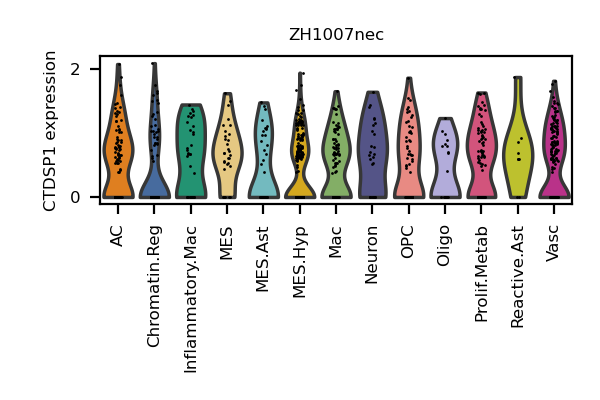 ZH1007nec
CTDSP1 expression
2
0
AC
Chromatin.Reg
Inflammatory.Mac
MES
MES.Ast
MES.Hyp
Mac
Neuron
OPC
Oligo
Prolif.Metab
Reactive.Ast
Vasc